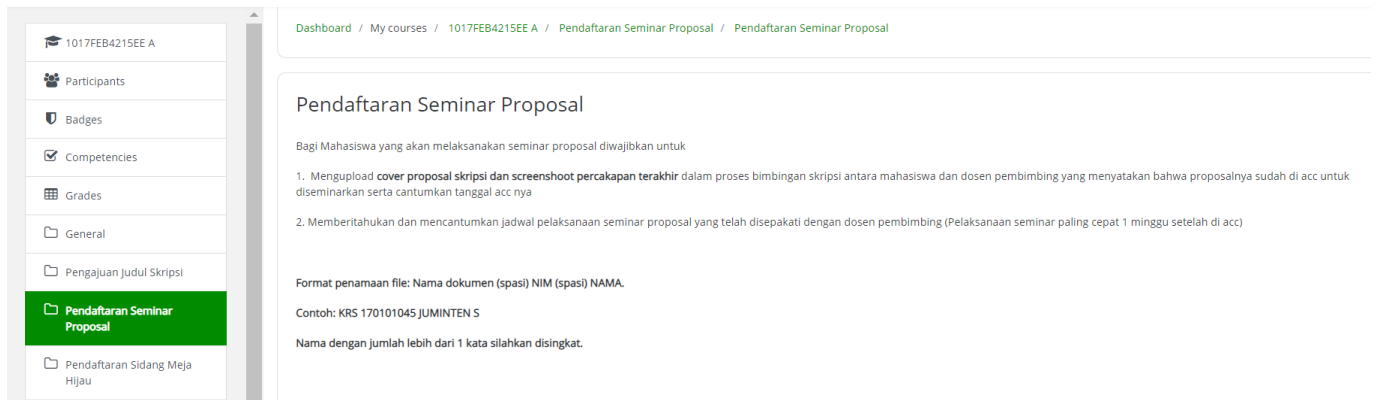 1017FEB4215EE A
Participants
Badges
Competencies
Grades
General
Pengajuan Judul Skripsi
Pendaftaran Seminar
Proposal
Pendaftaran Sidang Meja
Hijau
Dashboard / My courses / 1017FEB4215EE A / Pendaftaran Seminar Proposal / Pendaftaran Seminar Proposal
Pendaftaran Seminar Proposal
Bagi Mahasiswa yang akan melaksanakan seminar proposal diwajibkan untuk
1. Mengupload cover proposal skripsi dan screenshoot percakapan terakhir dalam proses bimbingan skripsi antara mahasiswa dan dosen pembimbing yang menyatakan bahwa proposalnya sudah di acc untuk
diseminarkan serta cantumkan tanggal acc nya
2. Memberitahukan dan mencantumkan jadwal pelaksanaan seminar proposal yang telah disepakati dengan dosen pembimbing (Pelaksanaan seminar paling cepat 1 minggu setelah di acc)
Format penamaan file: Nama dokumen (spasi) NIM (spasi) NAMA.
Contoh: KRS 170101045 JUMINTEN S
Nama dengan jumlah lebih dari 1 kata silahkan disingkat.